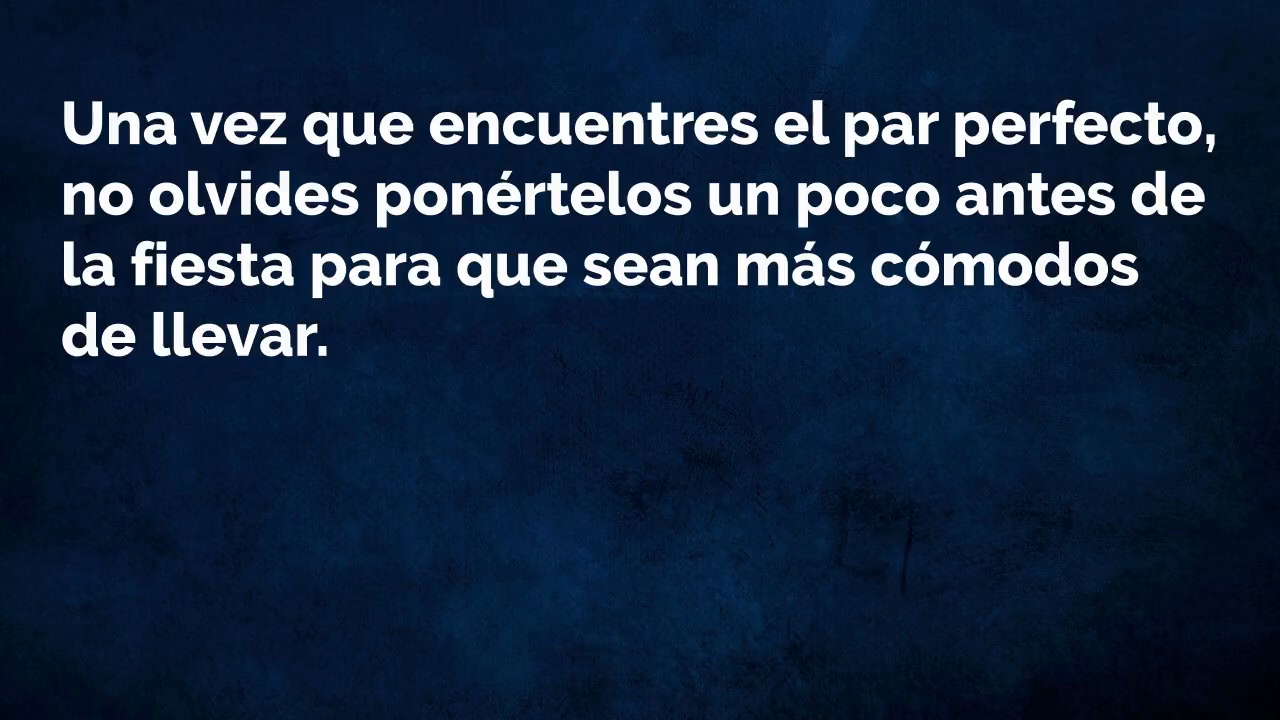 Una vez que encuentres el par perfecto,
no olvides ponértelos un poco antes de
la fiesta para que sean más cómodos
de llevar.